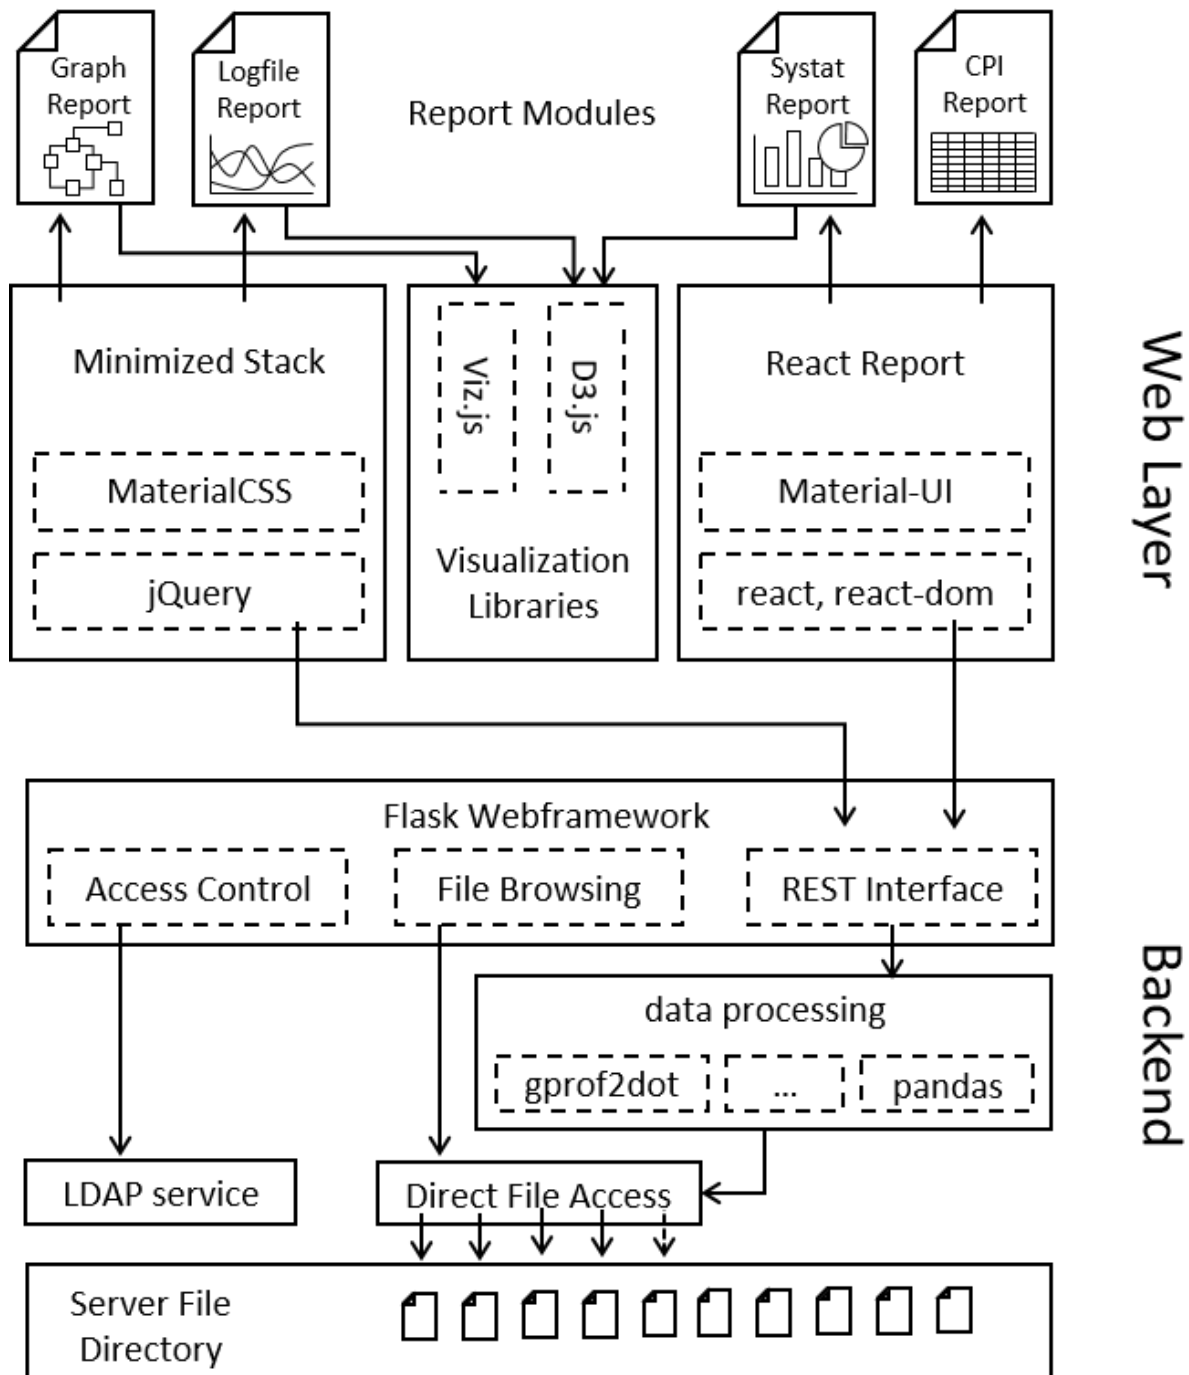 Graph
Report
Logfile
Report
Report Modules
Systat
Report
CPI
Report
Minimized Stack
MaterialCSS
jQuery
Viz.js
D3.js
Visualization
Libraries
React Report
Material-UI
react, react-dom
Web Layer
Flask Webframework
Access Control
File Browsing
REST Interface
data processing
gprof2dot
...
pandas
Backend
LDAP service
Direct File Access
Server File
Directory